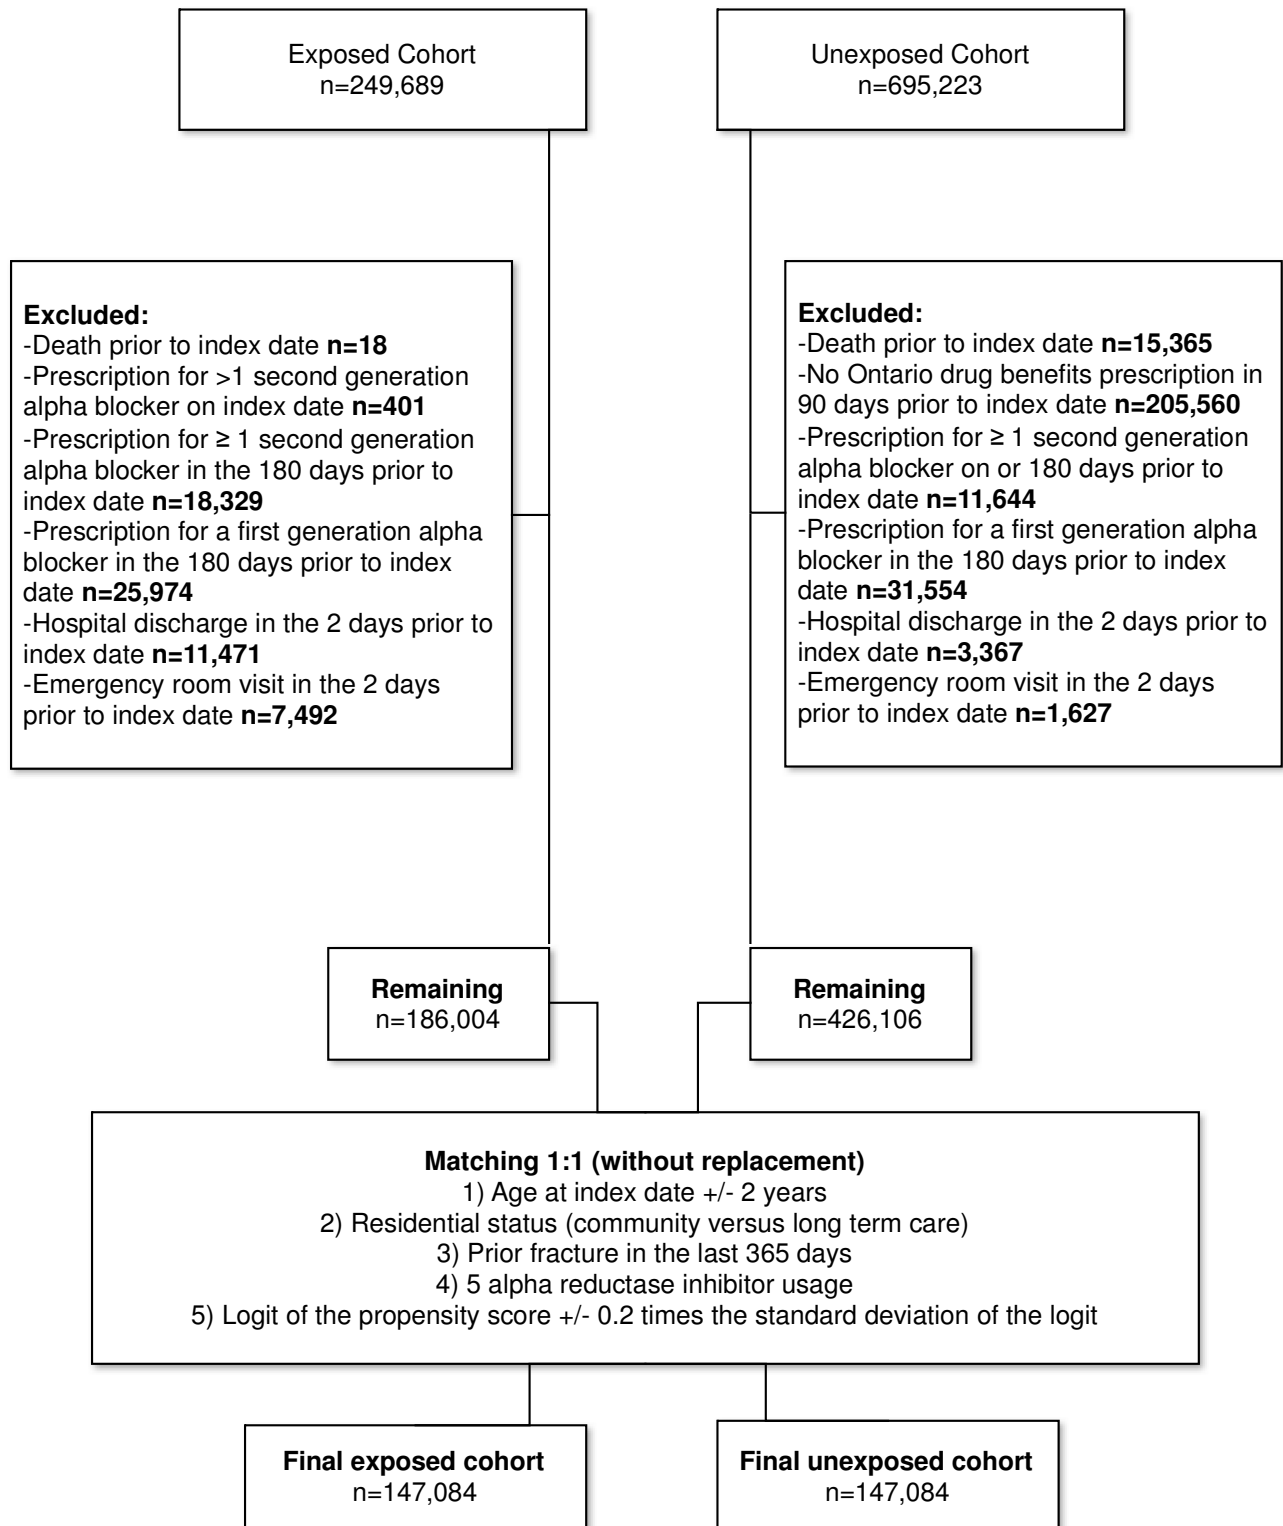 Exposed Cohort
n=249,689
Unexposed Cohort
n=695,223
Excluded:
-Death prior to index date n=18
-Prescription for >1 second generation
alpha blocker on index date n=401
-Prescription for ≥ 1 second generation
alpha blocker in the 180 days prior to
index date n=18,329
-Prescription for a first generation alpha
blocker in the 180 days prior to index
date n=25,974
-Hospital discharge in the 2 days prior to
index date n=11,471
-Emergency room visit in the 2 days
prior to index date n=7,492
Excluded:
-Death prior to index date n=15,365
-No Ontario drug benefits prescription in
90 days prior to index date n=205,560
-Prescription for ≥ 1 second generation
alpha blocker on or 180 days prior to
index date n=11,644
-Prescription for a first generation alpha
blocker in the 180 days prior to index
date n=31,554
-Hospital discharge in the 2 days prior to
index date n=3,367
-Emergency room visit in the 2 days
prior to index date n=1,627
Remaining
n=186,004
Remaining
n=426,106
Matching 1:1 (without replacement)
1) Age at index date +/- 2 years
2) Residential status (community versus long term care)
3) Prior fracture in the last 365 days
4) 5 alpha reductase inhibitor usage
5) Logit of the propensity score +/- 0.2 times the standard deviation of the logit
Final exposed cohort
n=147,084
Final unexposed cohort
n=147,084